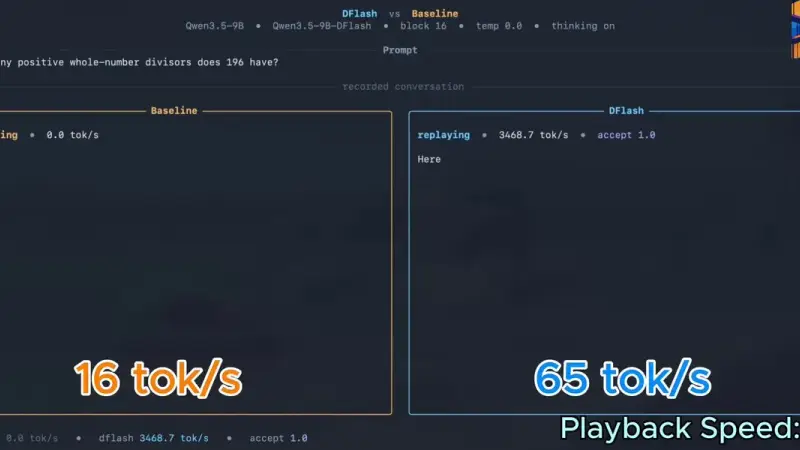 DFlash vs Baseline
Qwen3.5-9B • Qwen3.5-9B-DFlash • block 16 • temp 0.0 • thinking on
Prompt
ny positive whole-number divisors does 196 have?
recorded conversation
Baseline
ing • 0.0 tok/s
DFlash
replaying • 3468.7 tok/s • accept 1.0
Here
16 tok/s
65 tok/s
0.0 tok/s • dflash 3468.7 tok/s • accept 1.0
Playback Speed: